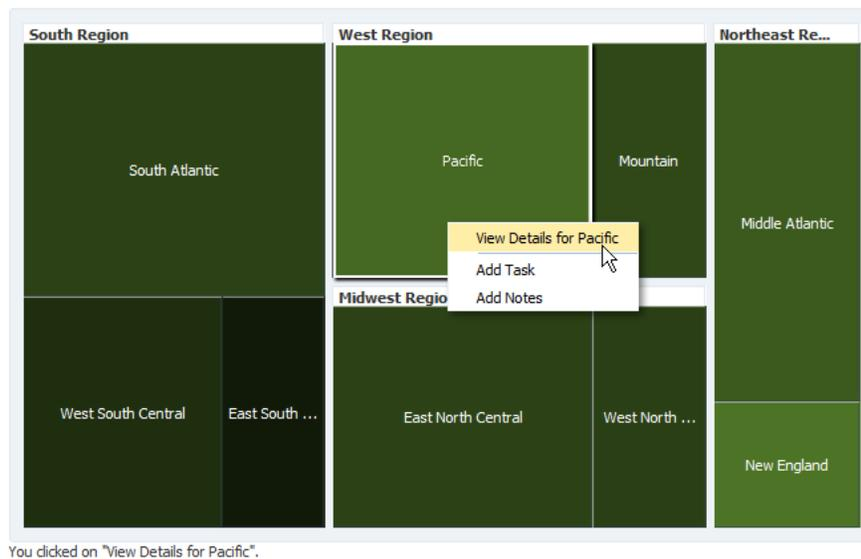 South Region
West Region
Northeast Re...
South Atlantic
Pacific
Mountain
Middle Atlantic
View Details for Pacific
Add Task
Add Notes
Midwest Regio
West South Central
East South ...
East North Central
West North ...
New England
You clicked on "View Details for Pacific".